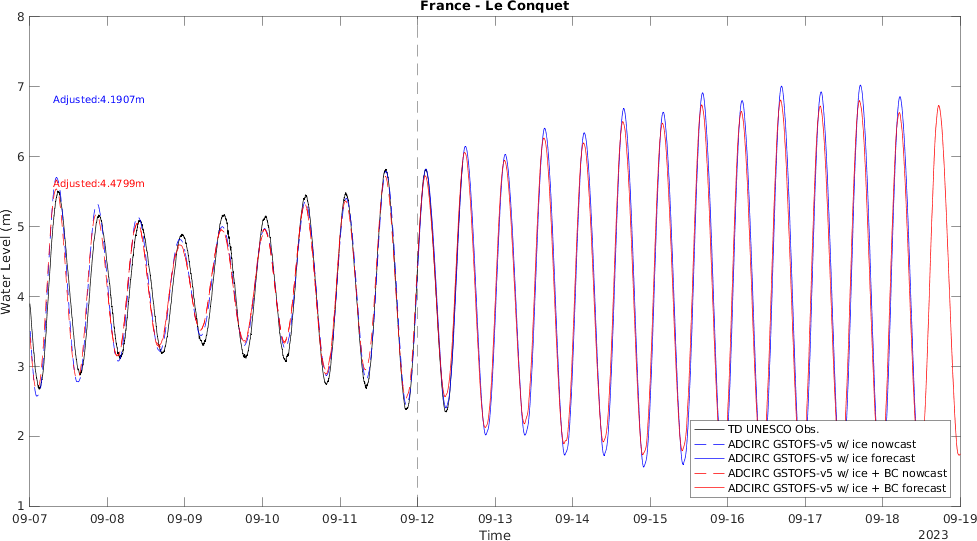 France - Le Conquet
8
7
6
5
4
3
2
1
Water Level (m)
Adjusted:4.1907m
Adjusted:4.4799m
TD UNESCO Obs.
ADCIRC GSTOFS-v5 w/ ice nowcast
ADCIRC GSTOFS-v5 w/ ice forecast
ADCIRC GSTOFS-v5 w/ ice + BC nowcast
ADCIRC GSTOFS-v5 w/ ice + BC forecast
09-07 09-08 09-09 09-10 09-11 09-12 09-13 09-14 09-15 09-16 09-17 09-18 09-19
Time
2023